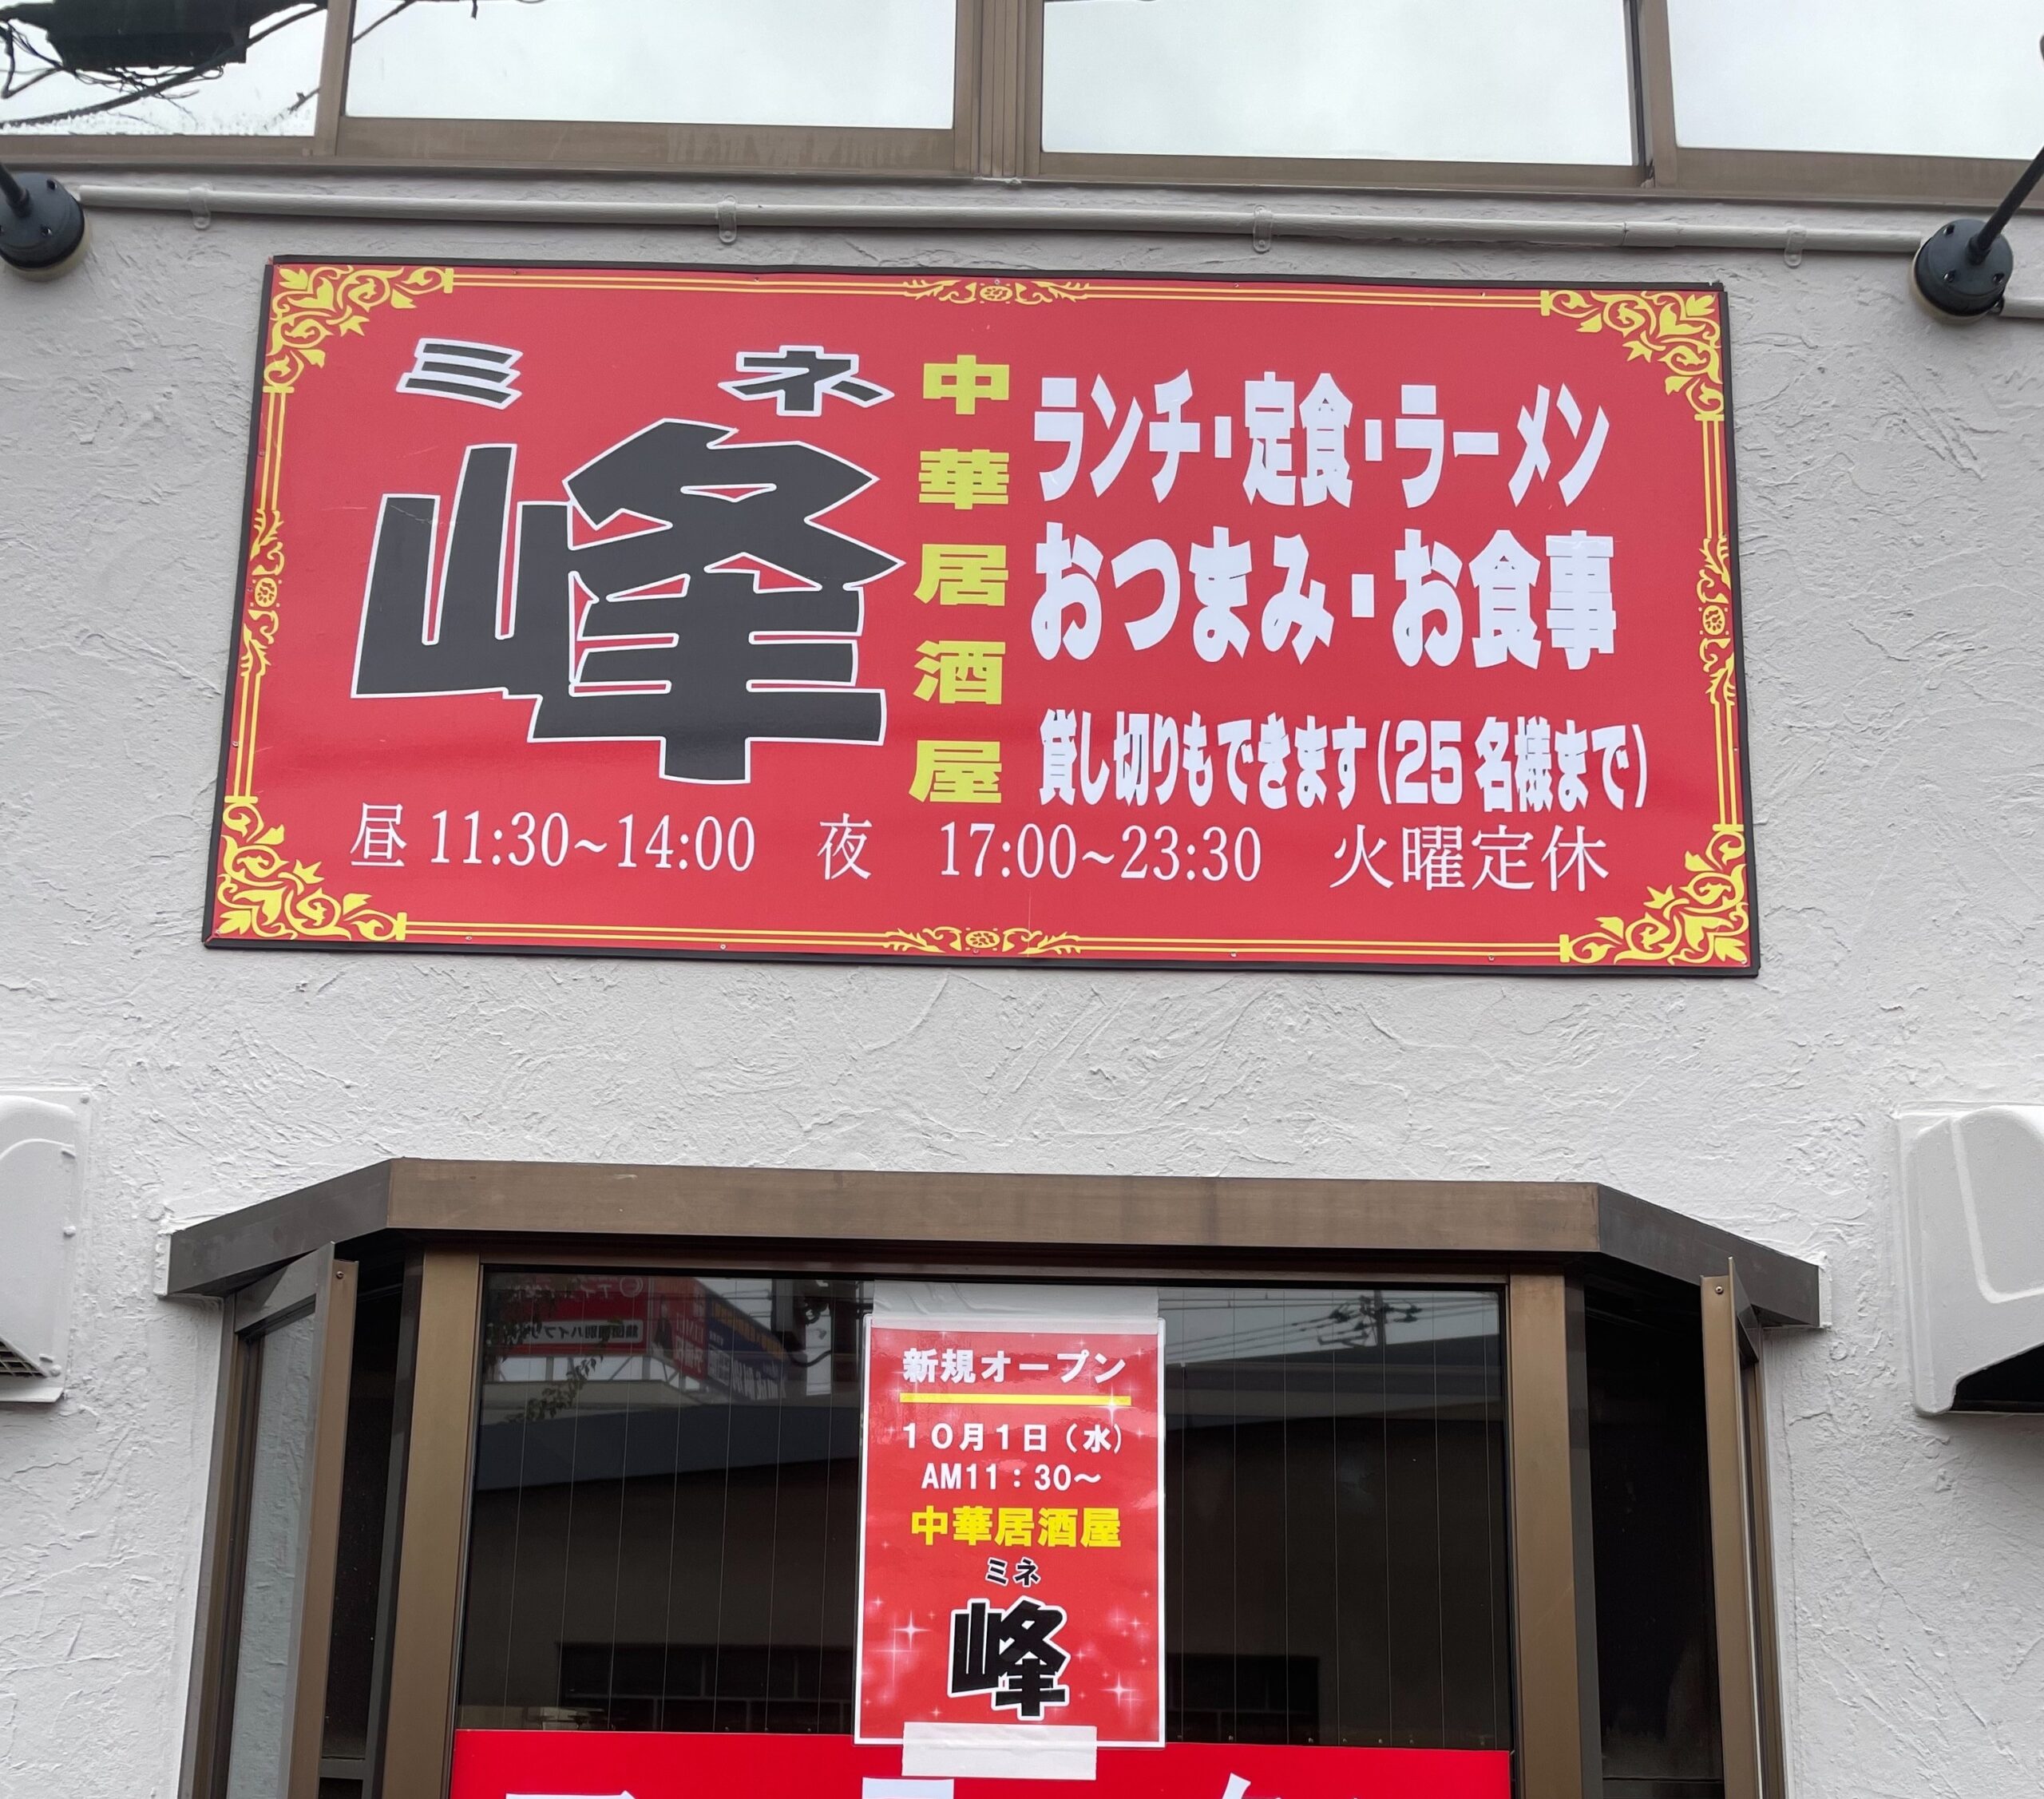 ミネ
峰
中華居酒屋
ランチ・定食・ラーメン
おつまみ・お食事
貸し切りもできます(25名様まで)
昼 11:30~14:00 夜 17:00~23:30 火曜定休
新規オープン
10月1日(水)
AM11:30~
中華居酒屋
ミネ
峰